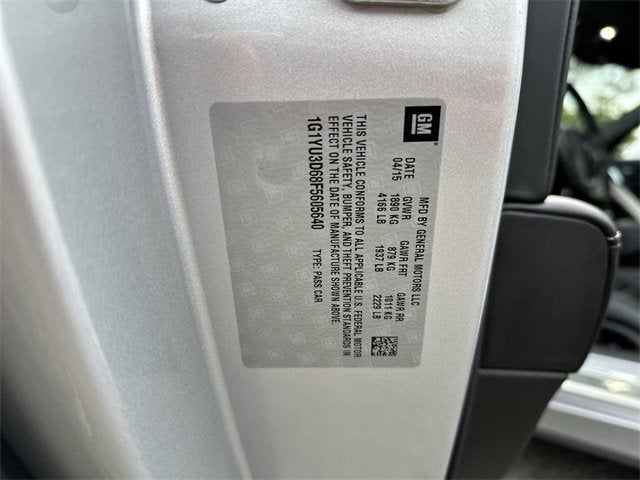 GM
MFD BY GENERAL MOTORS LLC
DATE GVWR GAWR FRT GAWR RR
04/15 1890 KG 879 KG 1011 KG
4166 LB 1937 LB 2229 LB
THIS VEHICLE CONFORMS TO ALL APPLICABLE U.S. FEDERAL MOTOR
VEHICLE SAFETY, BUMPER, AND THEFT PREVENTION STANDARDS IN
EFFECT ON THE DATE OF MANUFACTURE SHOWN ABOVE.
1G1YU3D68F5605640 TYPE: PASS CAR